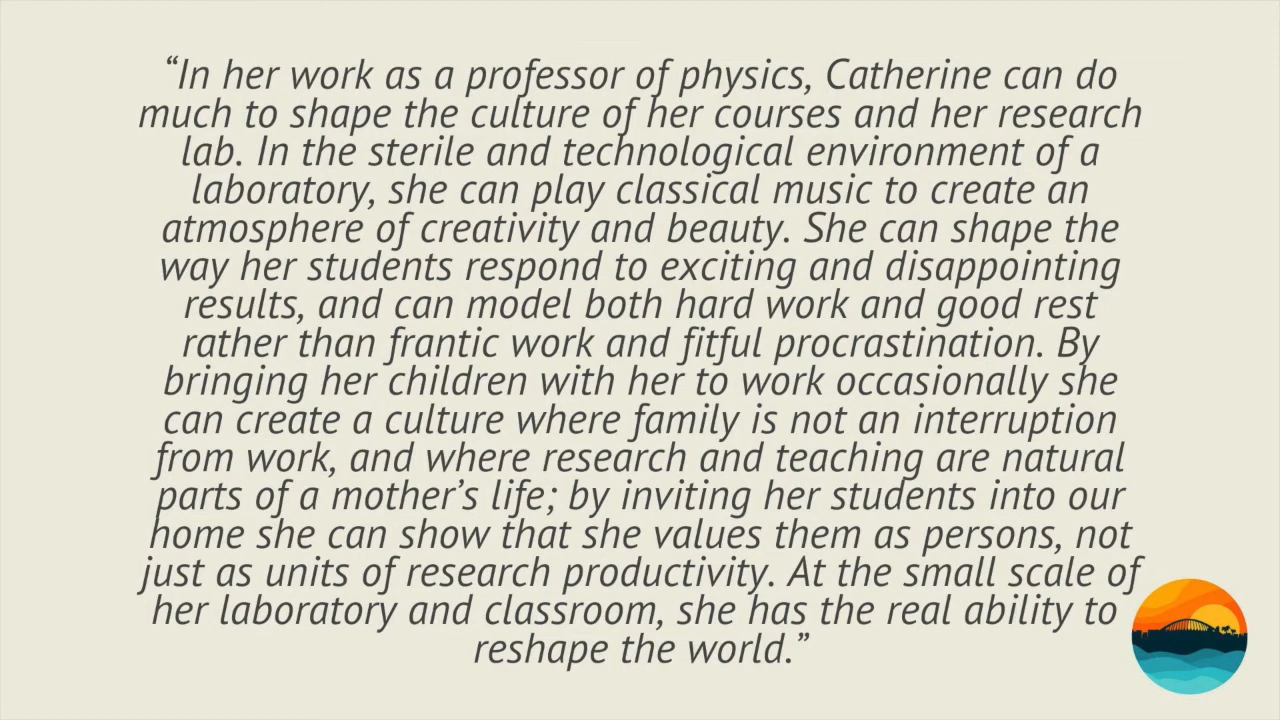 “In her work as a professor of physics, Catherine can do
much to shape the culture of her courses and her research
lab. In the sterile and technological environment of a
laboratory, she can play classical music to create an
atmosphere of creativity and beauty. She can shape the
way her students respond to exciting and disappointing
results, and can model both hard work and good rest
rather than frantic work and fitful procrastination. By
bringing her children with her to work occasionally she
can create a culture where family is not an interruption
from work, and where research and teaching are natural
parts of a mother’s life; by inviting her students into our
home she can show that she values them as persons, not
just as units of research productivity. At the small scale of
her laboratory and classroom, she has the real ability to
reshape the world.”